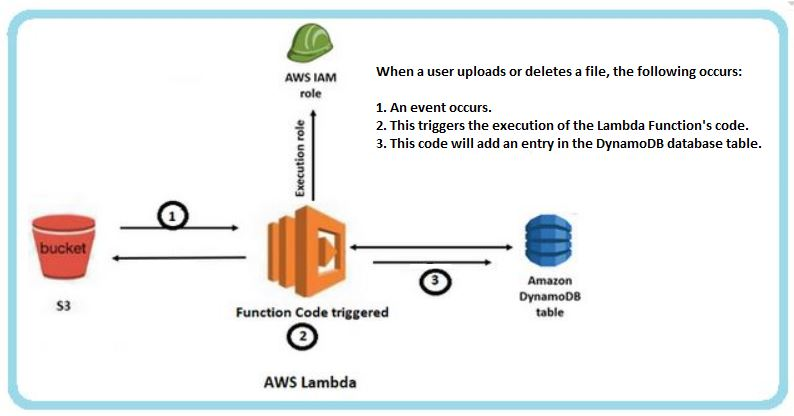 AWS IAM
role
When a user uploads or deletes a file, the following occurs:
1. An event occurs.
2. This triggers the execution of the Lambda Function's code.
3. This code will add an entry in the DynamoDB database table.
Execution role
1
bucket
S3
3
Amazon
DynamoDB
table
Function Code triggered
2
AWS Lambda